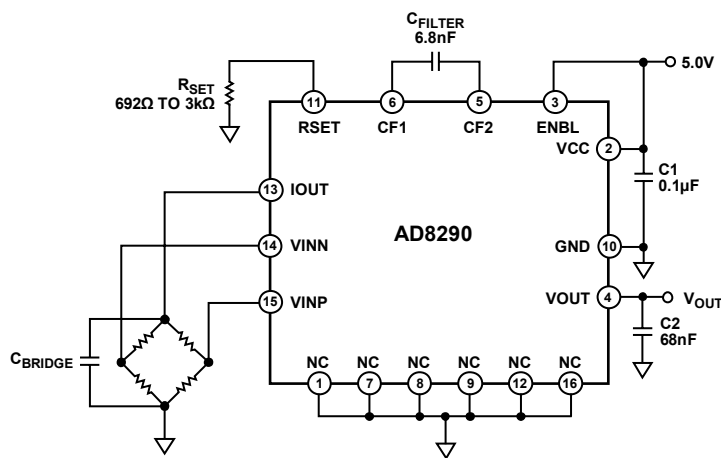 CFILTER
6.8nF
5.0V
RSET
692Ω TO 3kΩ
11
6
5
3
RSET
CF1
CF2
ENBL
VCC
2
C1
0.1µF
13
IOUT
AD8290
14
VINN
GND
10
15
VINP
VOUT
4
VOUT
C2
68nF
CBRIDGE
NC
NC
NC
NC
NC
NC
1
7
8
9
12
16